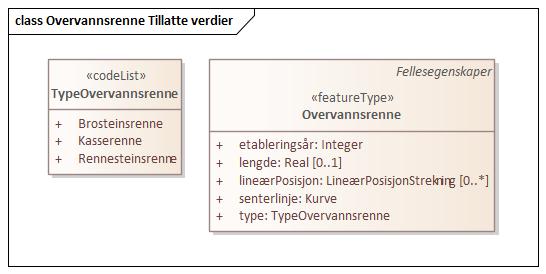 class Overvannsrenne Tillatte verdier
«codeList»
TypeOvervannsrenne
+ Brosteinsrenne
+ Kasserenne
+ Rennesteinsrenne
Fellesegenskaper
«featureType»
Overvannsrenne
+ etableringsår: Integer
+ lengde: Real [0..1]
+ lineærPosisjon: LineærPosisjonStrekning [0..*]
+ senterlinje: Kurve
+ type: TypeOvervannsrenne